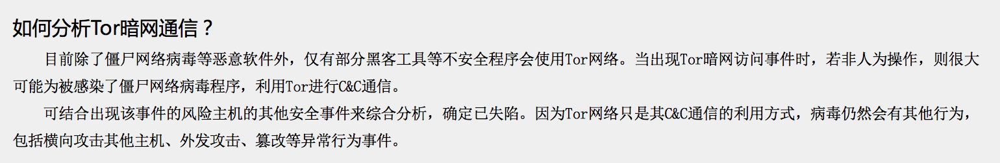 如何分析Tor暗网通信？
目前除了僵尸网络病毒等恶意软件外，仅有部分黑客工具等不安全程序会使用Tor网络。当出现Tor暗网访问事件时，若非人为操作，则很大
可能为被感染了僵尸网络病毒程序，利用Tor进行C&C通信。
可结合出现该事件的风险主机的其他安全事件来综合分析，确定已失陷。因为Tor网络只是其C&C通信的利用方式，病毒仍然会有其他行为，
包括横向攻击其他主机、外发攻击、篡改等异常行为事件。